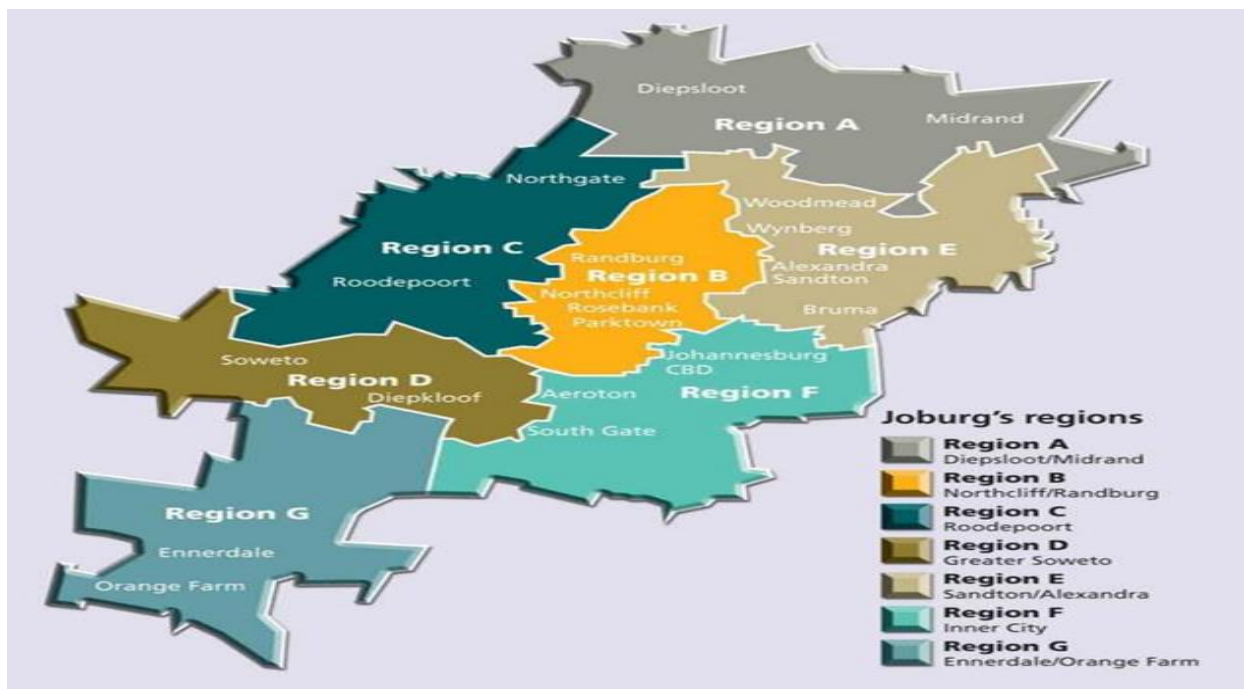 Diepsloot
Region A
Midrand
Northgate
Woodmead
Wynberg
Region C
Region E
Randburg
Region B
Alexandra
Sandton
Roodepoort
Northcliff
Rosebank
Parktown
Bruma
Soweto
Region D
Diepkloof
Johannesburg
CBD
Aeroton
Region F
South Gate
Region G
Ennerdale
Orange Farm
Joburg's regions
Region A
Diepsloot/Midrand
Region B
Northcliff/Randburg
Region C
Roodepoort
Region D
Greater Soweto
Region E
Sandton/Alexandra
Region F
Inner City
Region G
Ennerdale/Orange Farm